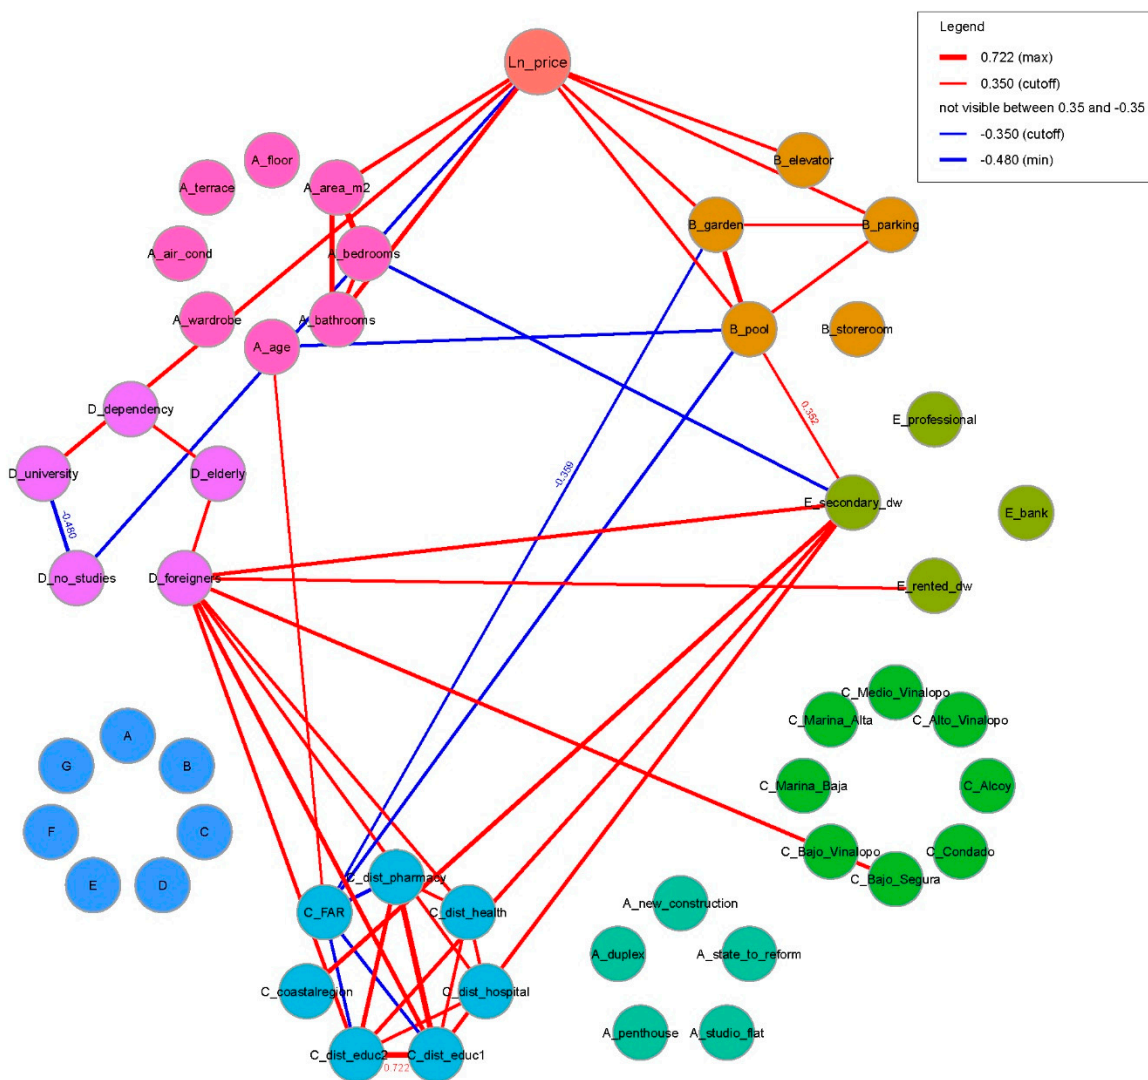 Legend
0.722 (max)
0.350 (cutoff)
not visible between 0.35 and -0.35
-0.350 (cutoff)
-0.480 (min)
Ln_price
A_floor
A_terrace
A_area_m2
A_air_cond
A_bedrooms
A_wardrobe
A_bathrooms
A_age
B_elevator
B_garden
B_parking
B_pool
B_storeroom
D_dependency
D_university
D_elderly
-0.480
D_no_studies
D_foreigners
-0.359
0.352
E_professional
E_secondary_dw
E_bank
E_rented_dw
A
G
B
F
C
E
D
C_Medio_Vinalopo
C_Marina_Alta
C_Alto_Vinalopo
C_Marina_Baja
C_Alcoy
C_Bajo_Vinalopo
C_Condado
C_Bajo_Segura
C_dist_pharmacy
C_FAR
C_dist_health
C_coastalregion
C_dist_hospital
C_dist_educ2
C_dist_educ1
0.722
A_new_construction
A_duplex
A_state_to_reform
A_penthouse
A_studio_flat